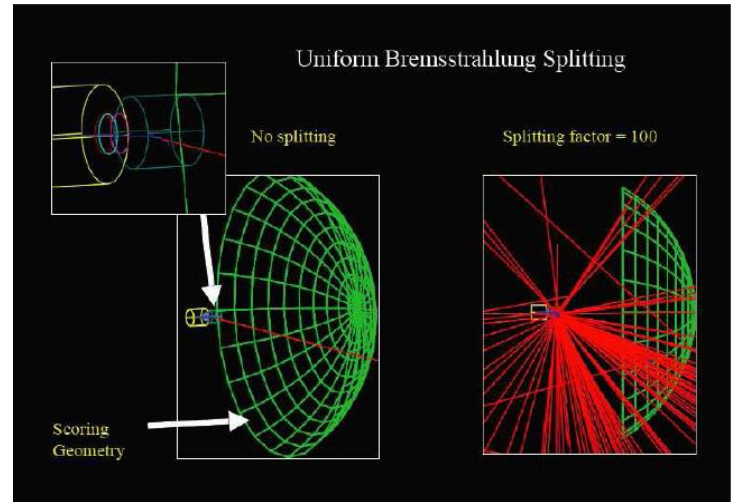 Uniform Bremsstrahlung Splitting
No splitting
Splitting factor = 100
Scoring
Geometry